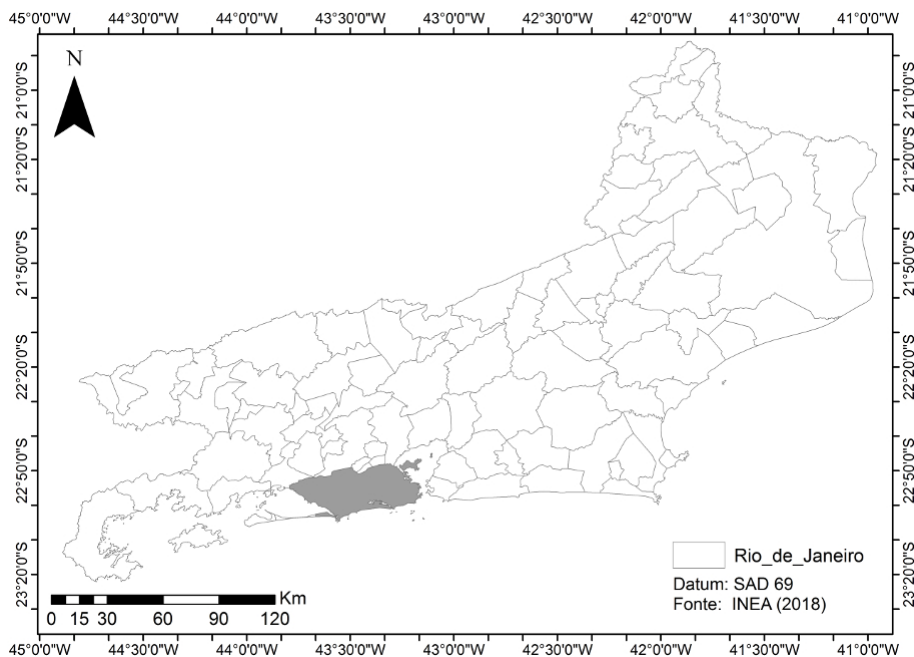 45°0'0"W 44°30'0"W 44°0'0"W 43°30'0"W 43°0'0"W 42°30'0"W 42°0'0"W 41°30'0"W 41°0'0"W
N
21°0'0"S 21°0'0"S
21°20'0"S 21°20'0"S
21°50'0"S 21°50'0"S
22°20'0"S 22°20'0"S
22°50'0"S 22°50'0"S
23°20'0"S 23°20'0"S
Rio_de_Janeiro
Datum: SAD 69
Fonte: INEA (2018)
Km
0 15 30 60 90 120
45°0'0"W 44°30'0"W 44°0'0"W 43°30'0"W 43°0'0"W 42°30'0"W 42°0'0"W 41°30'0"W 41°0'0"W